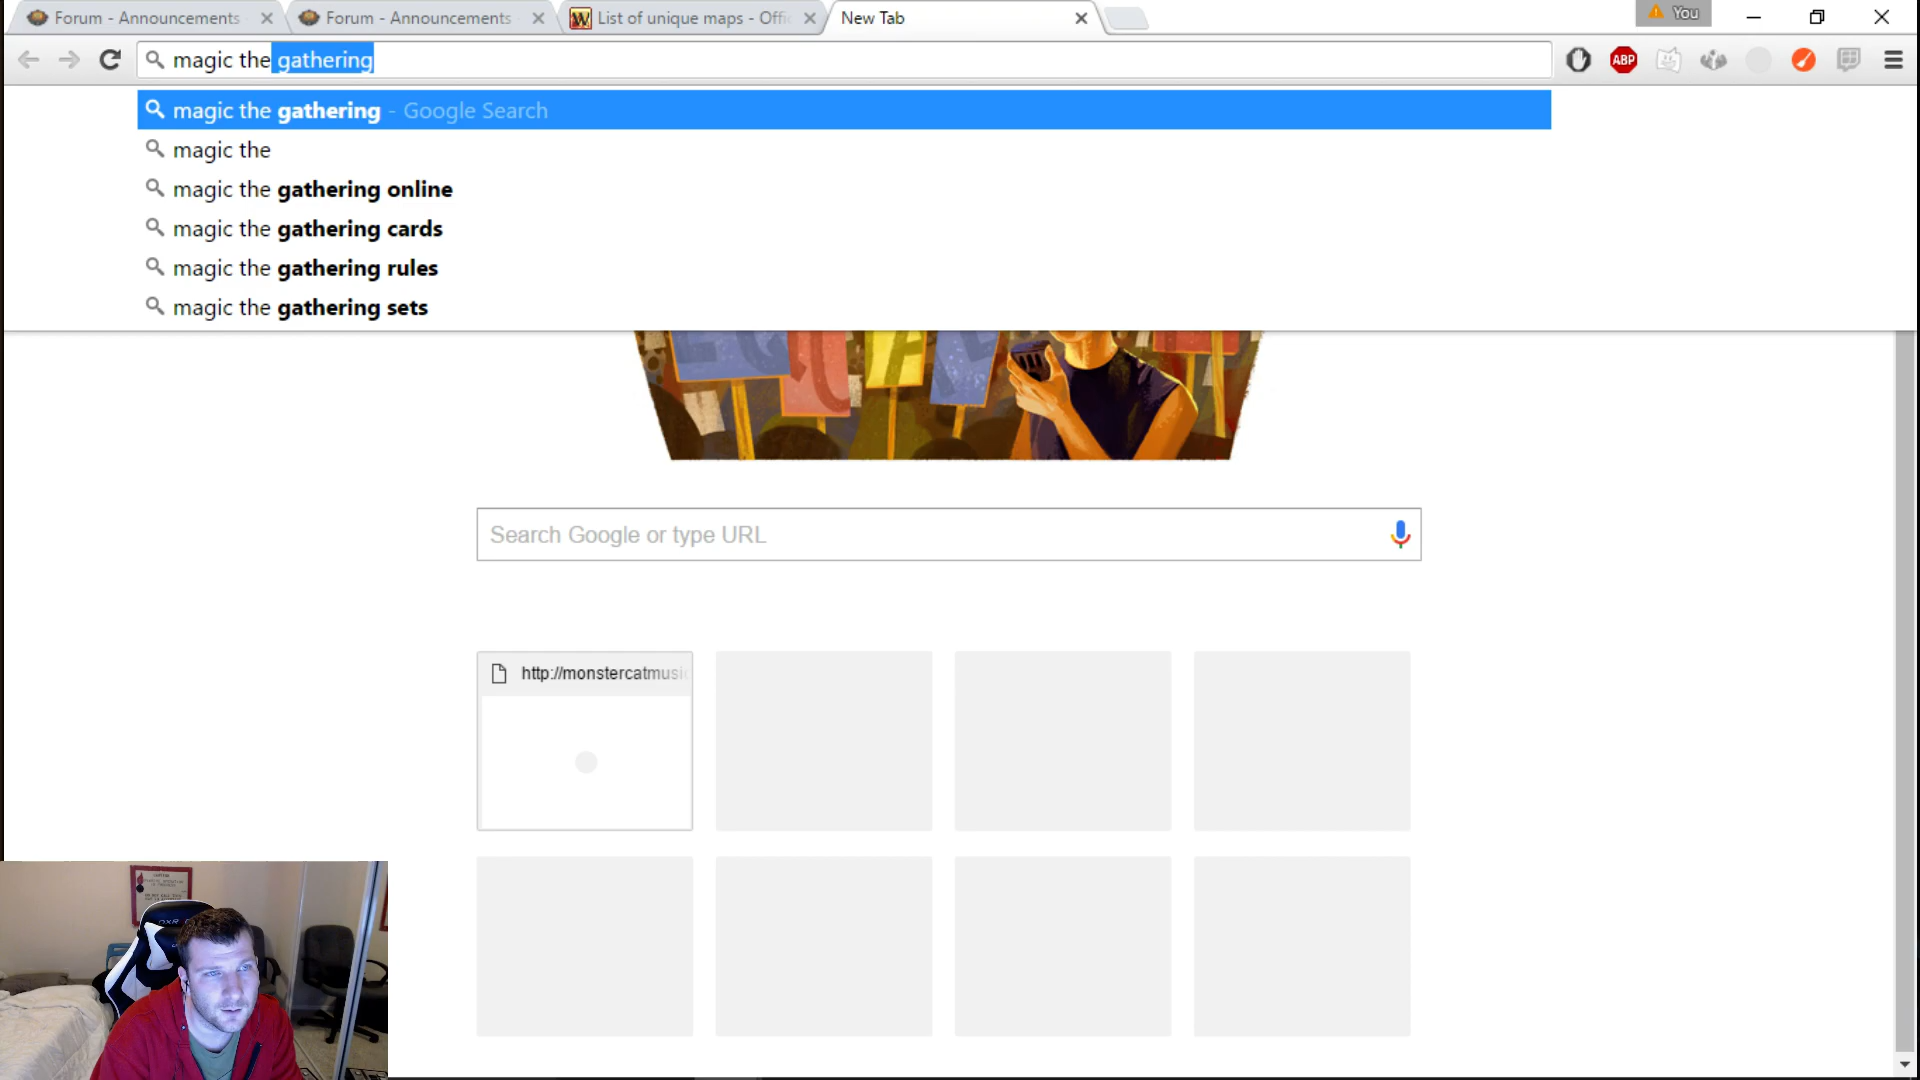 Forum - Announcements
Forum - Announcements
List of unique maps - Offi
New Tab
You
magic the gathering
ABP
magic the gathering - Google Search
magic the
magic the gathering online
magic the gathering cards
magic the gathering rules
magic the gathering sets
EQUAL
Search Google or type URL
http://monstercatmusi